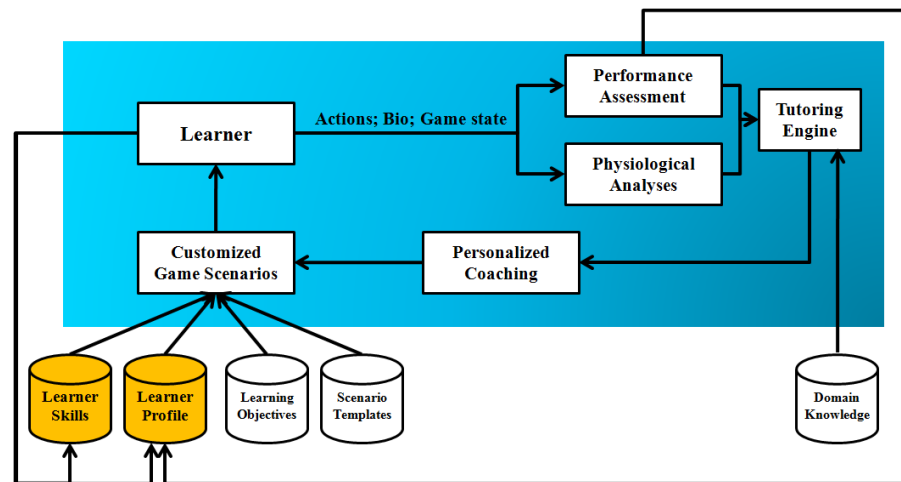 Performance
Assessment
Learner
Actions; Bio; Game state
Tutoring
Engine
Physiological
Analyses
Customized
Game Scenarios
Personalized
Coaching
Learner
Skills
Learner
Profile
Learning
Objectives
Scenario
Templates
Domain
Knowledge